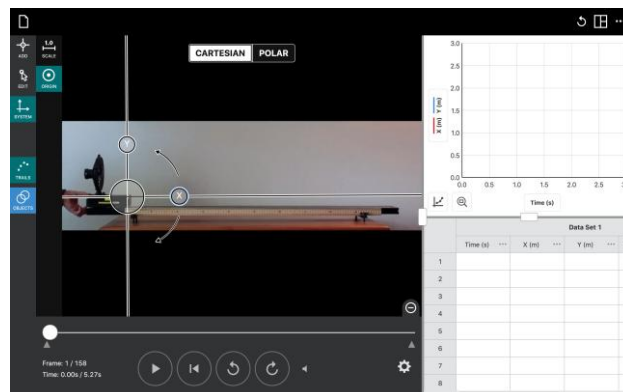 1.0
ADD
SCALE
CARTESIAN
POLAR
EDIT
ORIGIN
SYSTEM
Y
X
TRAILS
OBJECTS
3.0
2.5
2.0
1.5
1.0
0.5
0.0
Y (m)
X (m)
0.0 0.5 1.0 1.5 2.0 2.5
Time (s)
Data Set 1
Time (s) ... X (m) ... Y (m) ...
1
2
3
4
5
6
7
8
Frame: 1 / 158
Time: 0.00s / 5.27s